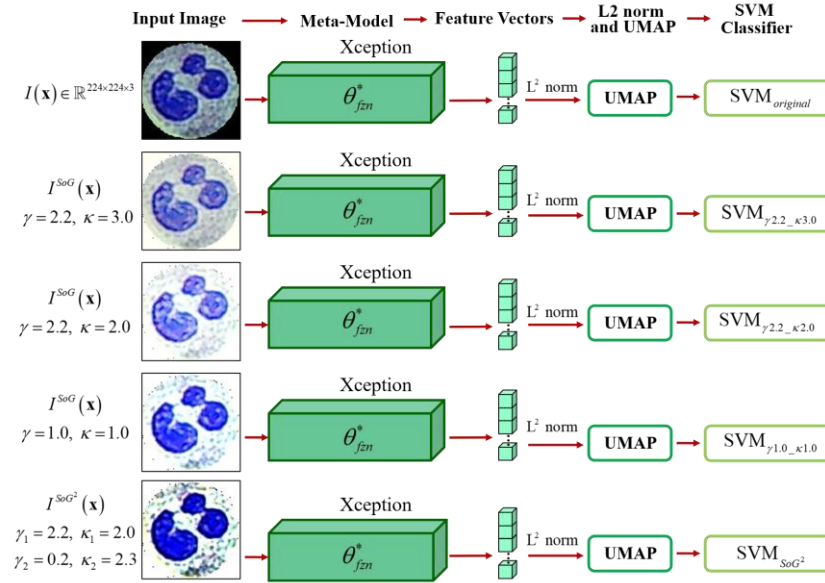 Input Image
Meta-Model
Feature Vectors
L2 norm
and UMAP
SVM
Classifier
I(x) ∈ ℝ^{224×224×3}
Xception
θ*_{fzn}
L² norm
UMAP
SVM_{original}
I^{SoG}(x)
γ = 2.2, κ = 3.0
Xception
θ*_{fzn}
L² norm
UMAP
SVM_{γ2.2_κ3.0}
I^{SoG}(x)
γ = 2.2, κ = 2.0
Xception
θ*_{fzn}
L² norm
UMAP
SVM_{γ2.2_κ2.0}
I^{SoG}(x)
γ = 1.0, κ = 1.0
Xception
θ*_{fzn}
L² norm
UMAP
SVM_{γ1.0_κ1.0}
I^{SoG²}(x)
γ₁ = 2.2, κ₁ = 2.0
γ₂ = 0.2, κ₂ = 2.3
Xception
θ*_{fzn}
L² norm
UMAP
SVM_{SoG²}